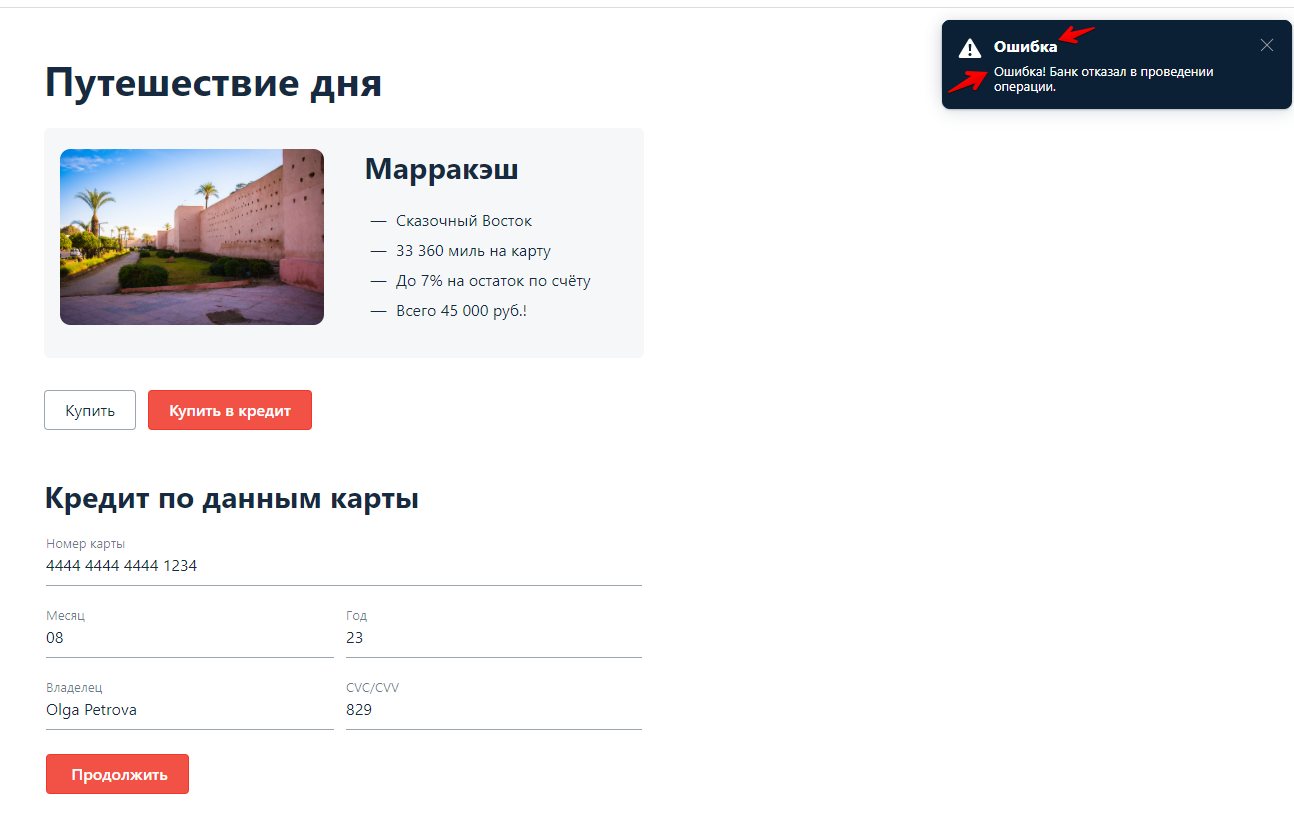 Ошибка
Ошибка! Банк отказал в проведении
операции.
Путешествие дня
Марракэш
— Сказочный Восток
— 33 360 миль на карту
— До 7% на остаток по счёту
— Всего 45 000 руб.!
Купить
Купить в кредит
Кредит по данным карты
Номер карты
4444 4444 4444 1234
Месяц
08
Год
23
Владелец
Olga Petrova
CVC/CVV
829
Продолжить